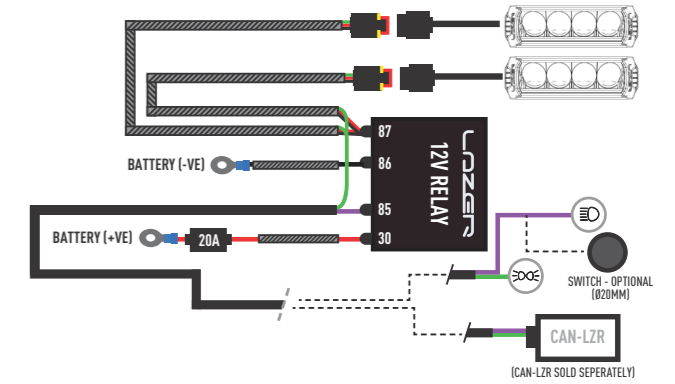 87
BATTERY (-VE)
86
LAZER
12V RELAY
85
BATTERY (+VE)
20A
30
SWITCH - OPTIONAL
(Ø20MM)
CAN-LZR
(CAN-LZR SOLD SEPERATELY)